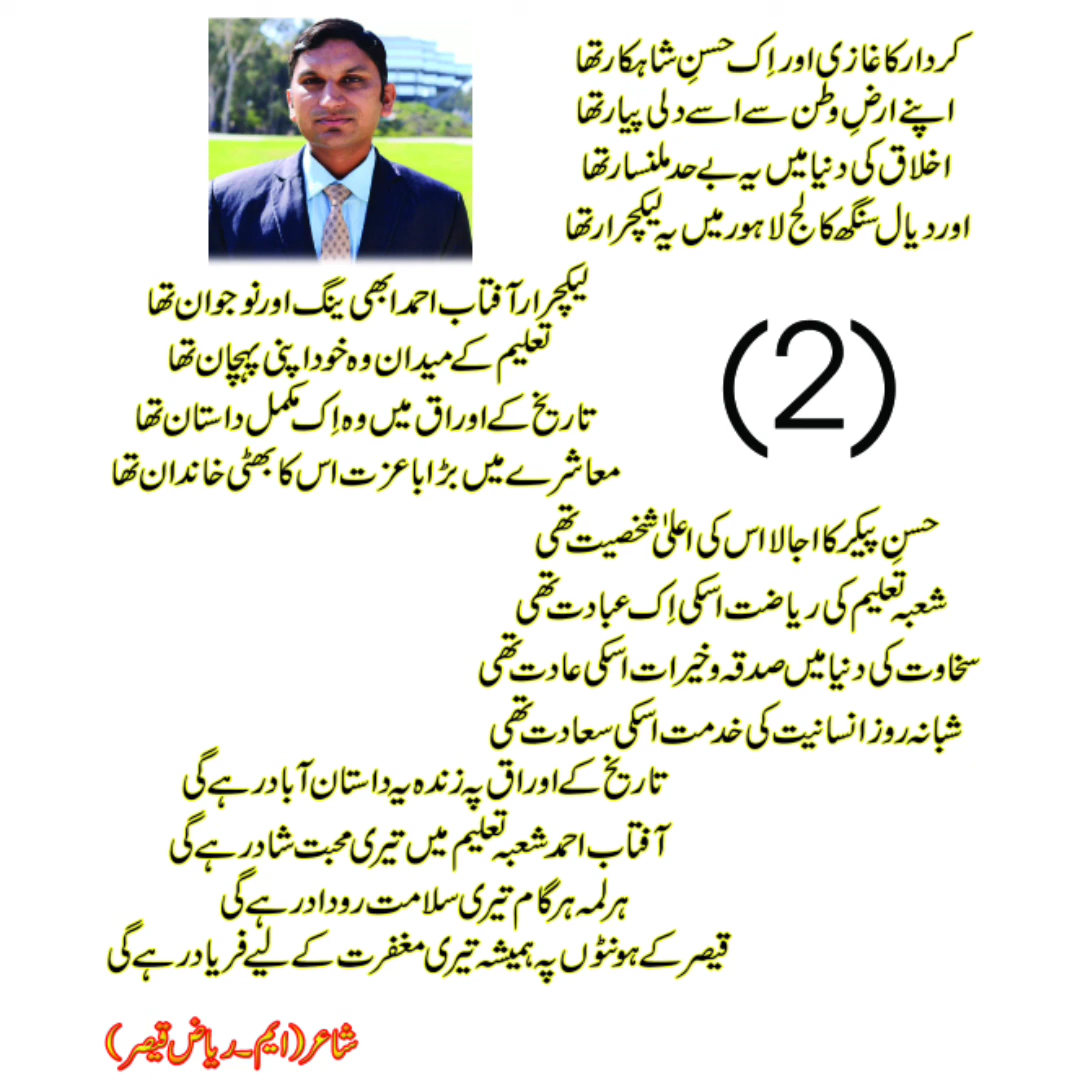 کردار کا غازی اور اِک حسنِ شاہکار تھا
اپنے ارضِ وطن سے اسے دلی پیار تھا
اخلاق کی دنیا میں یہ بے حد ملنسار تھا
اور دیال سنگھ کالج لاہور میں یہ لیکچرار تھا
لیکچرار آفتاب احمد ابھی ینگ اور نوجوان تھا
تعلیم کے میدان وہ خود اپنی پہچان تھا
تاریخ کے اوراق میں وہ اِک مکمل داستان تھا
معاشرے میں بڑا باعزت اس کا بھٹی خاندان تھا
(2)
حسنِ پیکر کا اجالا اس کی اعلیٰ شخصیت تھی
شعبہ تعلیم کی ریاضت اسکی اِک عبادت تھی
سخاوت کی دنیا میں صدقہ و خیرات اسکی عادت تھی
شبانہ روز انسانیت کی خدمت اسکی سعادت تھی
تاریخ کے اوراق پہ زندہ یہ داستان آباد رہے گی
آفتاب احمد شعبہ تعلیم میں تیری محبت شاد رہے گی
ہر لمہ ہر گام تیری سلامت روداد رہے گی
قیصر کے ہونٹوں پہ ہمیشہ تیری مغفرت کے لیے فریاد رہے گی
شاعر (ایم۔ریاض قیصر)